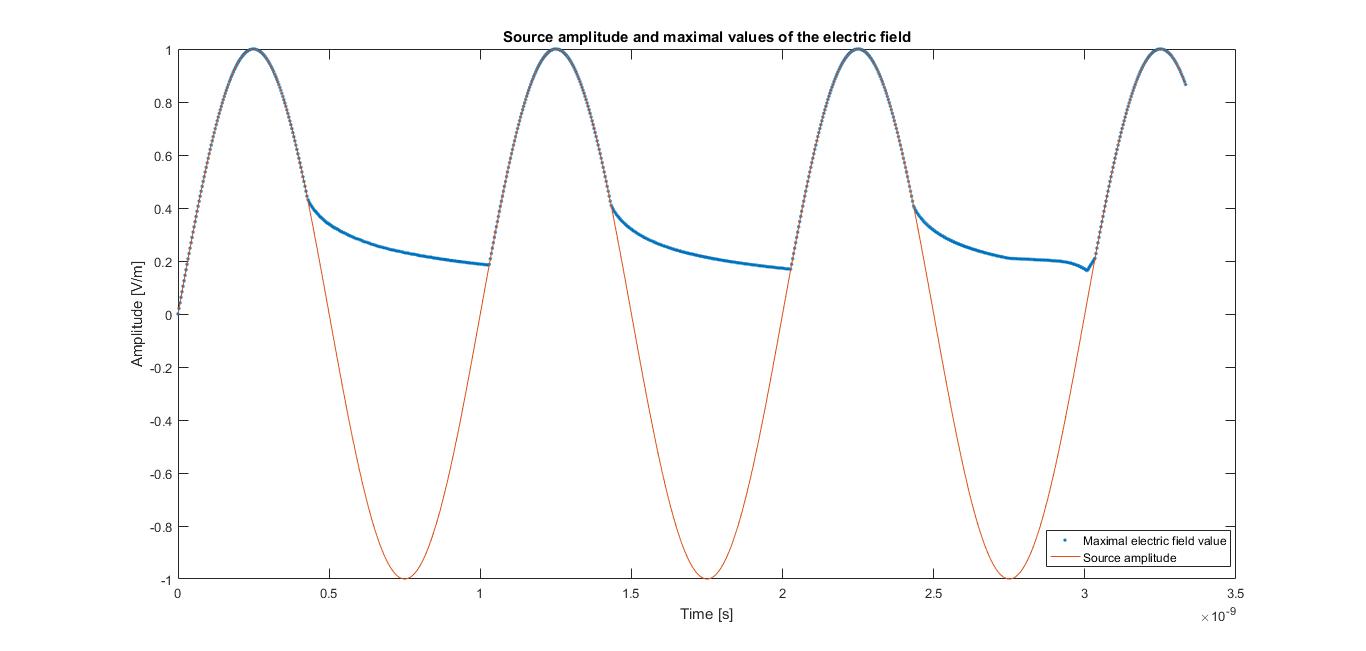 Source amplitude and maximal values of the electric field
Amplitude [V/m]
1
0.8
0.6
0.4
0.2
0
-0.2
-0.4
-0.6
-0.8
-1
0 0.5 1 1.5 2 2.5 3 3.5
Time [s]
×10-9
Maximal electric field value
Source amplitude